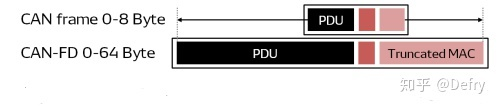 CAN frame 0-8 Byte
PDU
CAN-FD 0-64 Byte
PDU
Truncated MAC
知乎 @Defry